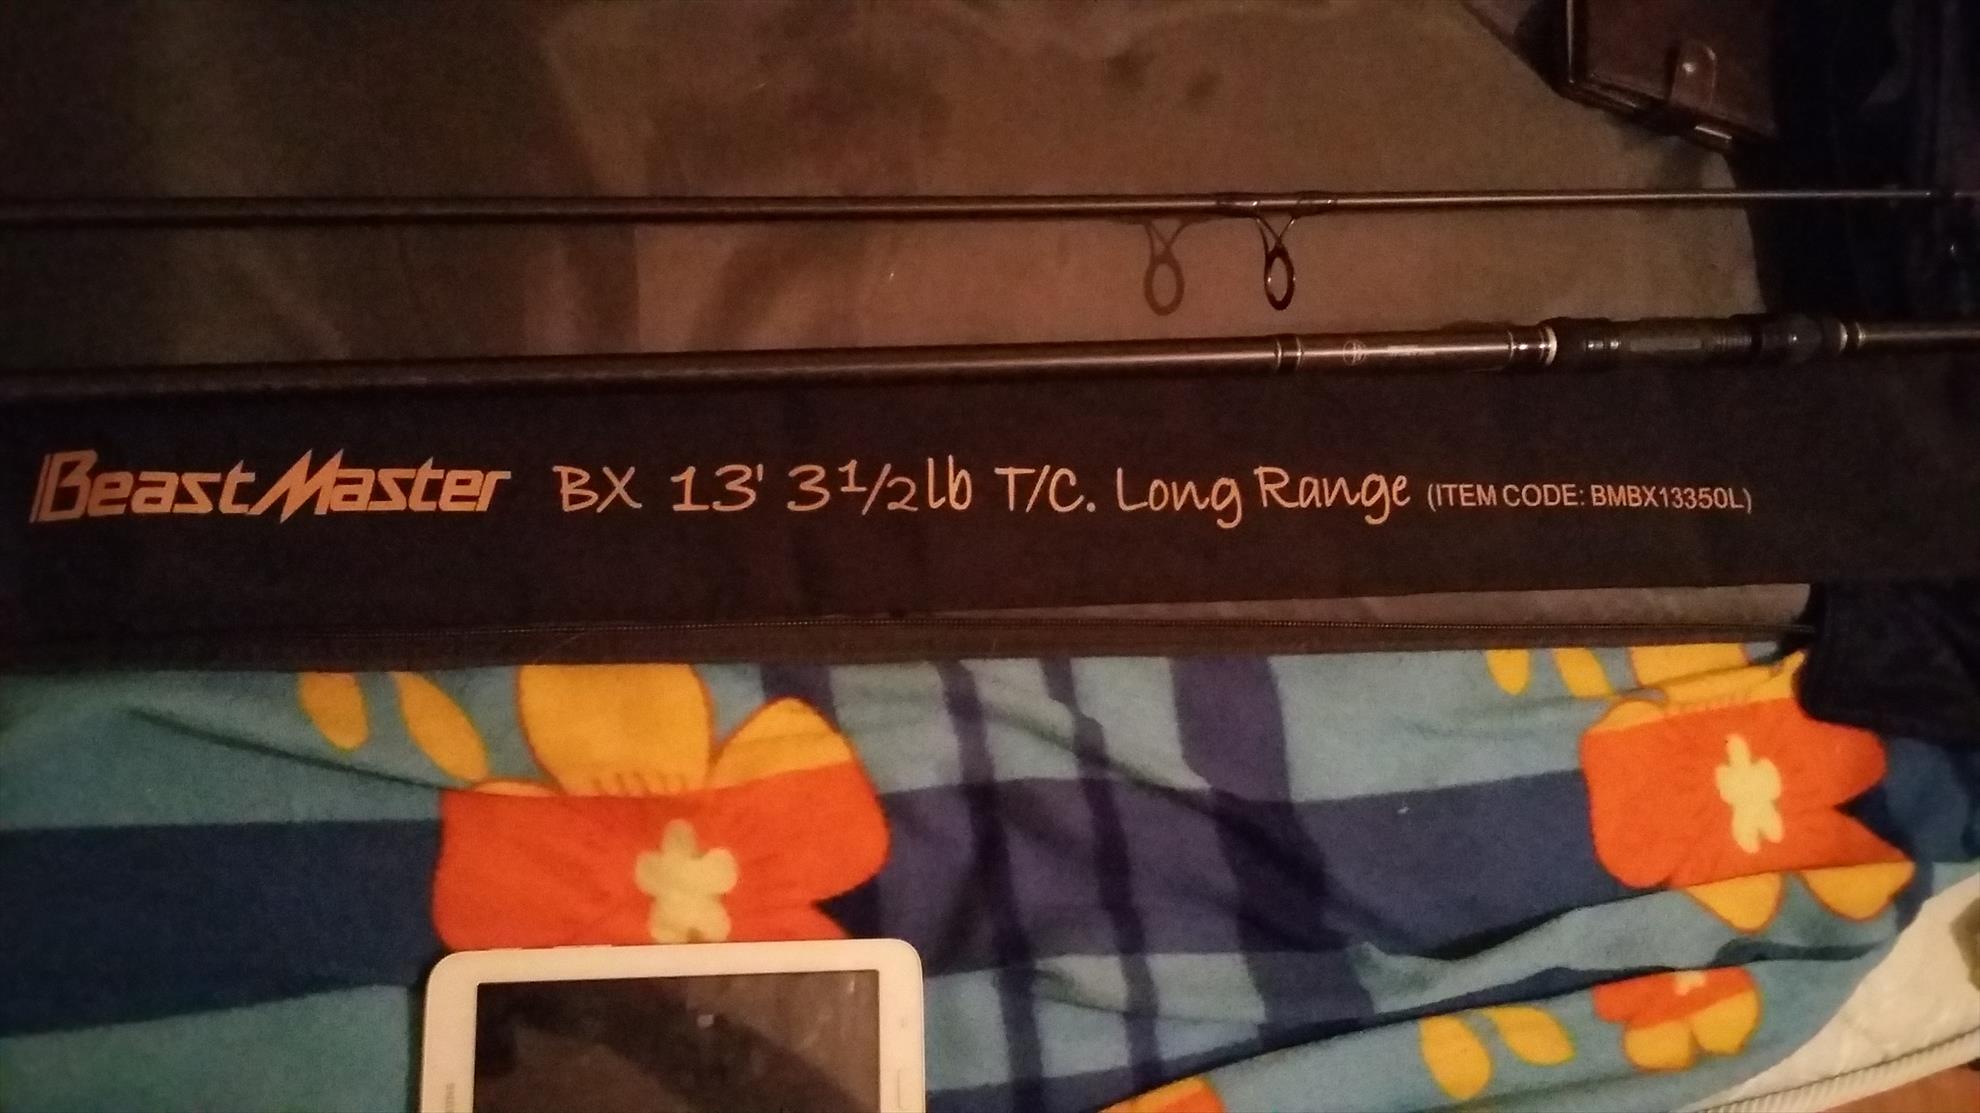 BeastMaster BX 13' 3½lb T/C. Long Range (ITEM CODE: BMBX13350L)